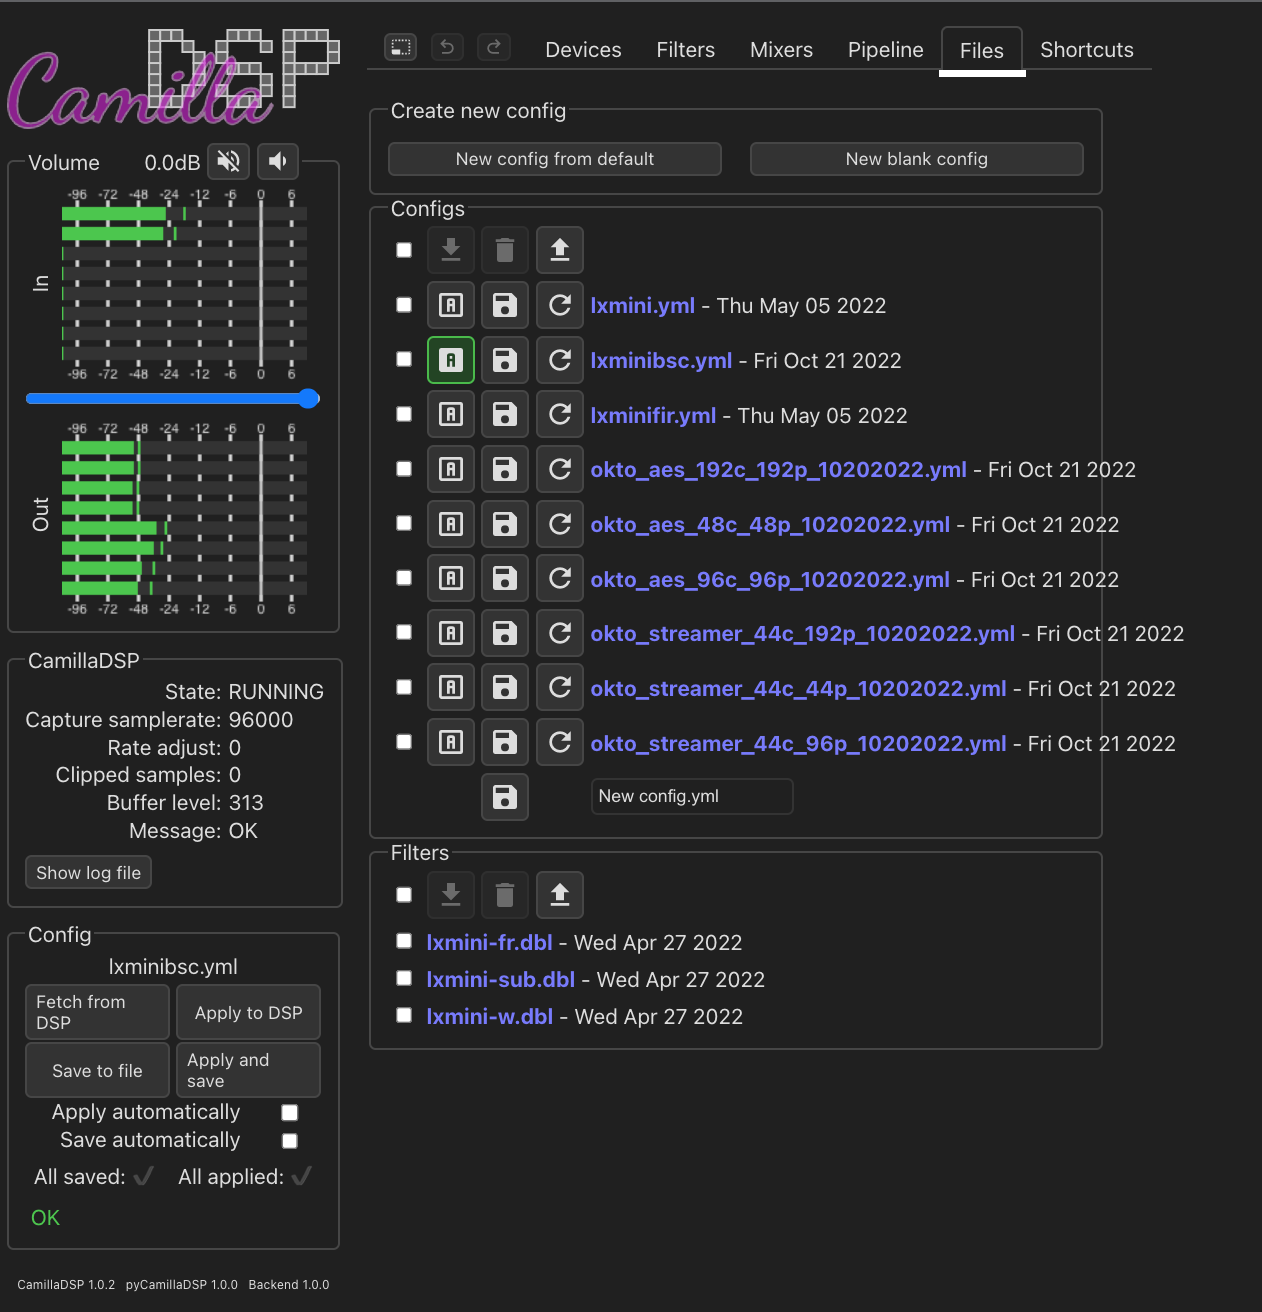 Camilla DSP
Devices Filters Mixers Pipeline Files Shortcuts
Volume 0.0dB
-96 -72 -48 -24 -12 -6 0 6
In
-96 -72 -48 -24 -12 -6 0 6
-96 -72 -48 -24 -12 -6 0 6
Out
-96 -72 -48 -24 -12 -6 0 6
CamillaDSP
State: RUNNING
Capture samplerate: 96000
Rate adjust: 0
Clipped samples: 0
Buffer level: 313
Message: OK
Show log file
Config
lxminibsc.yml
Fetch from
DSP
Apply to DSP
Save to file
Apply and
save
Apply automatically
Save automatically
All saved: ✓ All applied: ✓
OK
CamillaDSP 1.0.2 pyCamillaDSP 1.0.0 Backend 1.0.0
Create new config
New config from default New blank config
Configs
A lxmini.yml - Thu May 05 2022
A lxminibsc.yml - Fri Oct 21 2022
A lxminifir.yml - Thu May 05 2022
A okto_aes_192c_192p_10202022.yml - Fri Oct 21 2022
A okto_aes_48c_48p_10202022.yml - Fri Oct 21 2022
A okto_aes_96c_96p_10202022.yml - Fri Oct 21 2022
A okto_streamer_44c_192p_10202022.yml - Fri Oct 21 2022
A okto_streamer_44c_44p_10202022.yml - Fri Oct 21 2022
A okto_streamer_44c_96p_10202022.yml - Fri Oct 21 2022
New config.yml
Filters
lxmini-fr.dbl - Wed Apr 27 2022
lxmini-sub.dbl - Wed Apr 27 2022
lxmini-w.dbl - Wed Apr 27 2022